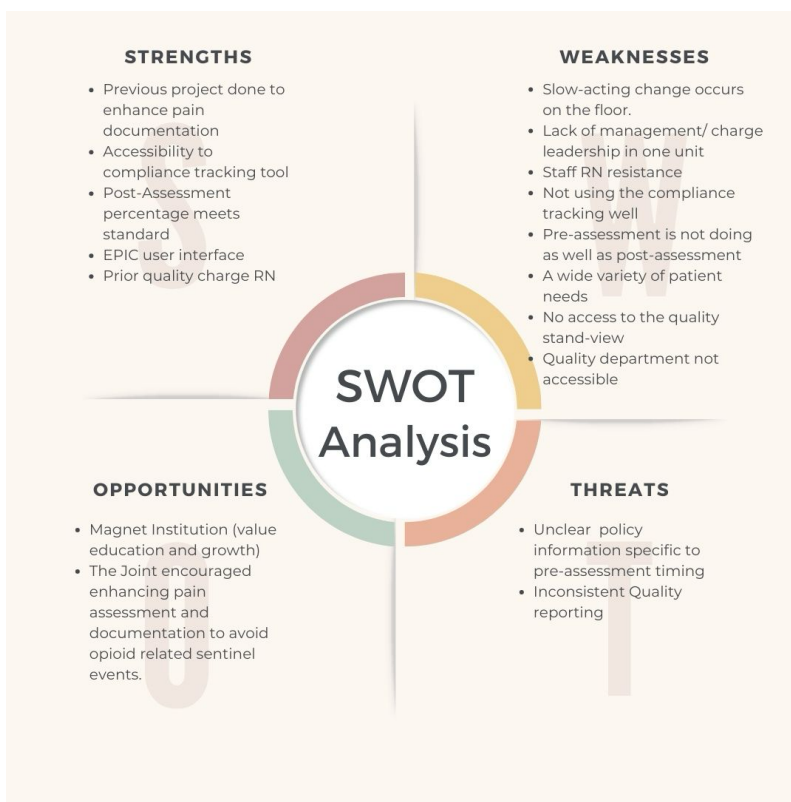 STRENGTHS
• Previous project done to
enhance pain
documentation
• Accessibility to
compliance tracking tool
• Post-Assessment
percentage meets
standard
• EPIC user interface
• Prior quality charge RN
S
WEAKNESSES
• Slow-acting change occurs
on the floor.
• Lack of management/ charge
leadership in one unit
• Staff RN resistance
• Not using the compliance
tracking well
• Pre-assessment is not doing
as well as post-assessment
• A wide variety of patient
needs
• No access to the quality
stand-view
• Quality department not
accessible
W
SWOT
Analysis
OPPORTUNITIES
• Magnet Institution (value
education and growth)
• The Joint encouraged
enhancing pain
assessment and
documentation to avoid
opioid related sentinel
events.
O
THREATS
• Unclear policy
information specific to
pre-assessment timing
• Inconsistent Quality
reporting
T